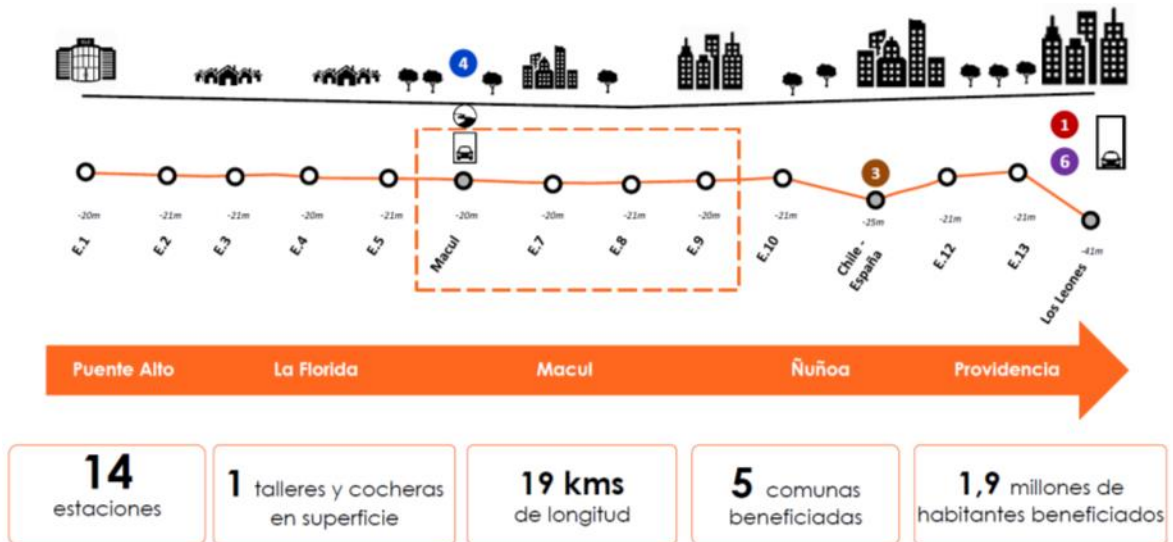 4
1
6
3
-20m
-21m
-21m
-20m
-21m
-20m
-20m
-21m
-20m
-21m
-25m
-21m
-21m
-41m
E.1
E.2
E.3
E.4
E.5
Macul
E.7
E.8
E.9
E.10
Chile -
España
E.12
E.13
Los Leones
Puente Alto
La Florida
Macul
Ñuñoa
Providencia
14
estaciones
1 talleres y cocheras
en superficie
19 kms
de longitud
5 comunas
beneficiadas
1,9 millones de
habitantes beneficiados